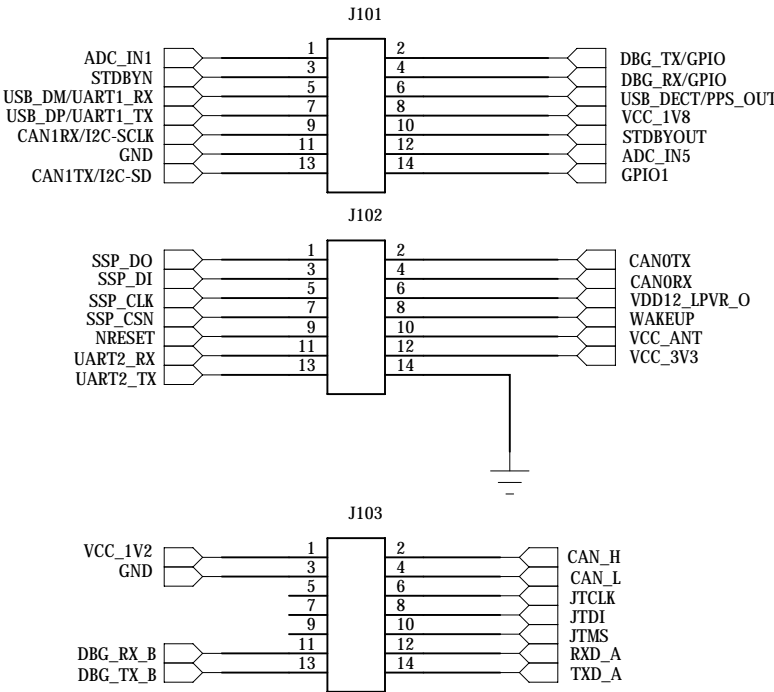 J101
ADC_IN1 1 2 DBG_TX/GPIO
STDBYN 3 4 DBG_RX/GPIO
USB_DM/UART1_RX 5 6 USB_DECT/PPS_OUT
USB_DP/UART1_TX 7 8 VCC_1V8
CAN1RX/I2C-SCLK 9 10 STDBYOUT
GND 11 12 ADC_IN5
CAN1TX/I2C-SD 13 14 GPIO1
J102
SSP_DO 1 2 CAN0TX
SSP_DI 3 4 CAN0RX
SSP_CLK 5 6 VDD12_LPVR_O
SSP_CSN 7 8 WAKEUP
NRESET 9 10 VCC_ANT
UART2_RX 11 12 VCC_3V3
UART2_TX 13 14
J103
VCC_1V2 1 2 CAN_H
GND 3 4 CAN_L
5 6 JTCLK
7 8 JTDI
9 10 JTMS
DBG_RX_B 11 12 RXD_A
DBG_TX_B 13 14 TXD_A